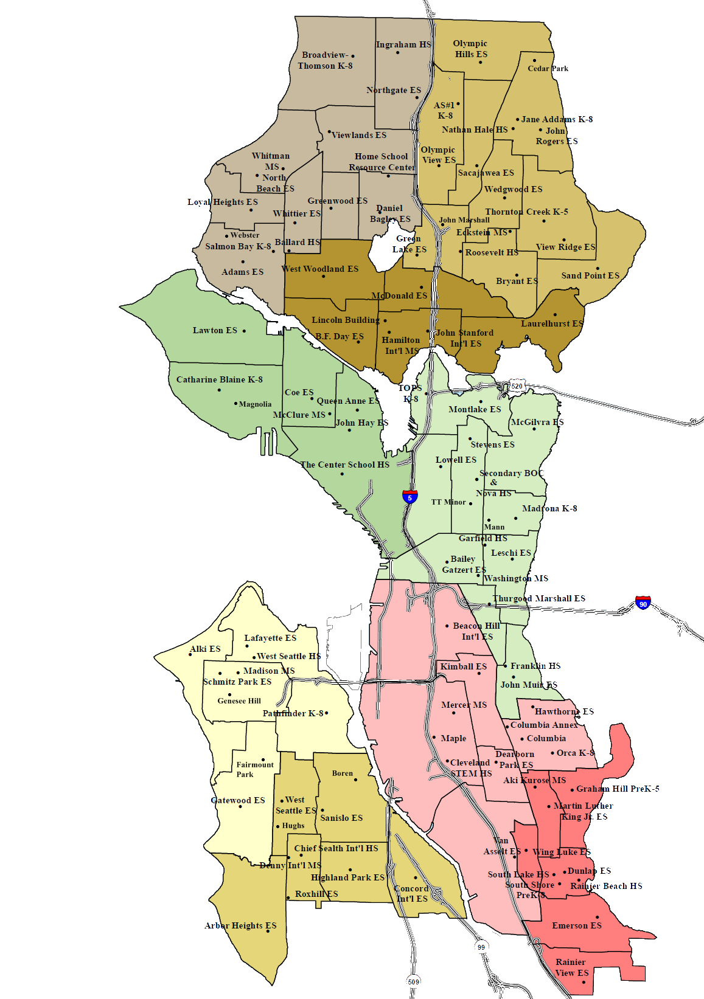 Olympic
Hills ES
Ingraham HS
Broadview-
Thomson K-8
Cedar Park
Northgate ES
AS#1
K-8
Jane Addams K-8
Nathan Hale HS
John
Rogers ES
Viewlands ES
Olympic
View ES
Whitman
MS
Home School
Resource Center
Sacajawea ES
North
Beach ES
Wedgwood ES
Loyal Heights ES
Greenwood ES
Daniel
Bagley ES
Thornton Creek K-5
Whittier ES
John Marshall
Eckstein MS
Webster
Salmon Bay K-8
Ballard HS
Green
Lake ES
Roosevelt HS
View Ridge ES
Adams ES
West Woodland ES
Bryant ES
Sand Point ES
McDonald ES
Lincoln Building
Laurelhurst ES
Lawton ES
B.F. Day ES
Hamilton
Int'l MS
John Stanford
Int'l ES
Catharine Blaine K-8
TOPS
K-8
520
Coe ES
Queen Anne ES
Magnolia
McClure MS
John Hay ES
Montlake ES
McGilvra ES
Stevens ES
The Center School HS
Lowell ES
Secondary BOC
&
Nova HS
5
TT Minor
Madrona K-8
Mann
Garfield HS
Leschi ES
Bailey
Gatzert ES
Washington MS
Thurgood Marshall ES
90
Beacon Hill
Int'l ES
Lafayette ES
Alki ES
West Seattle HS
Kimball ES
Franklin HS
Madison MS
Schmitz Park ES
John Muir ES
Genesee Hill
Mercer MS
Pathfinder K-8
Hawthorne ES
Columbia Annex
Maple
Columbia
Orca K-8
Dearborn
Park ES
Fairmount
Park
Cleveland
STEM HS
Boren
Aki Kurose MS
Graham Hill PreK-5
Gatewood ES
West
Seattle ES
Martin Luther
King Jr. ES
Sanislo ES
Hughs
Van
Asselt ES
Chief Sealth Int'l HS
Wing Luke ES
Denny Int'l MS
Highland Park ES
South Lake HS
Dunlap ES
South Shore
PreK-8
Rainier Beach HS
Concord
Int'l ES
Roxhill ES
Arbor Heights ES
Emerson ES
99
Rainier
View ES
509